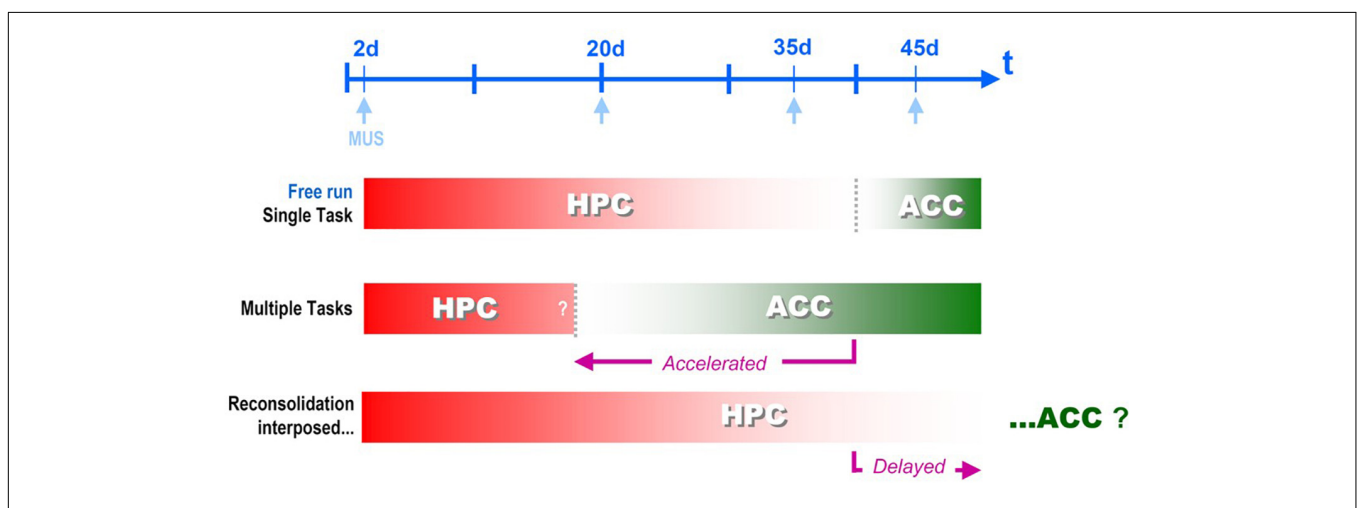 2d 20d 35d 45d t
MUS
Free run
Single Task
HPC ACC
Multiple Tasks HPC ? ACC
Accelerated
Reconsolidation
interposed...
HPC ...ACC ?
Delayed